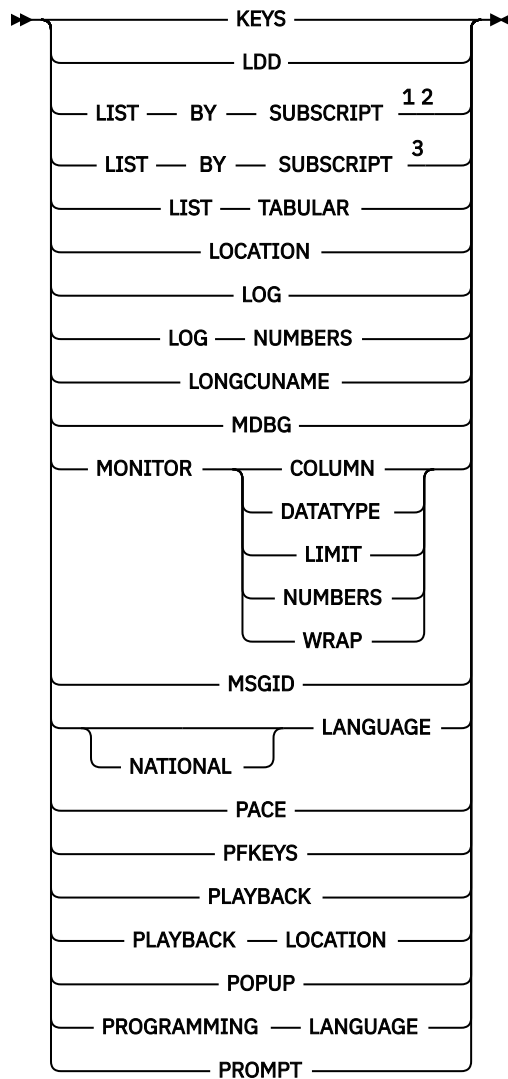 KEYS
LDD
LIST BY SUBSCRIPT 1 2
LIST BY SUBSCRIPT 3
LIST TABULAR
LOCATION
LOG
LOG NUMBERS
LONGCUNAME
MDBG
MONITOR COLUMN
DATATYPE
LIMIT
NUMBERS
WRAP
MSGID
LANGUAGE
NATIONAL
PACE
PFKEYS
PLAYBACK
PLAYBACK LOCATION
POPUP
PROGRAMMING LANGUAGE
PROMPT